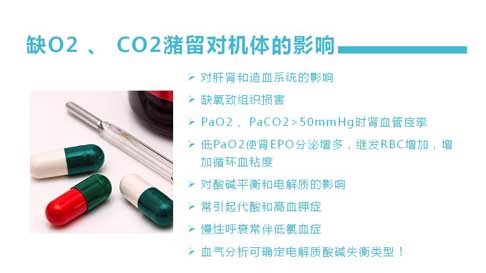 缺O2 、 CO2潴留对机体的影响
➢ 对肝肾和造血系统的影响
➢ 缺氧致组织损害
➢ PaO2 、PaCO2>50mmHg时肾血管痉挛
➢ 低PaO2使肾EPO分泌增多，继发RBC增加，增
加循环血粘度
➢ 对酸碱平衡和电解质的影响
➢ 常引起代酸和高血钾症
➢ 慢性呼衰常伴低氯血症
➢ 血气分析可确定电解质酸碱失衡类型！